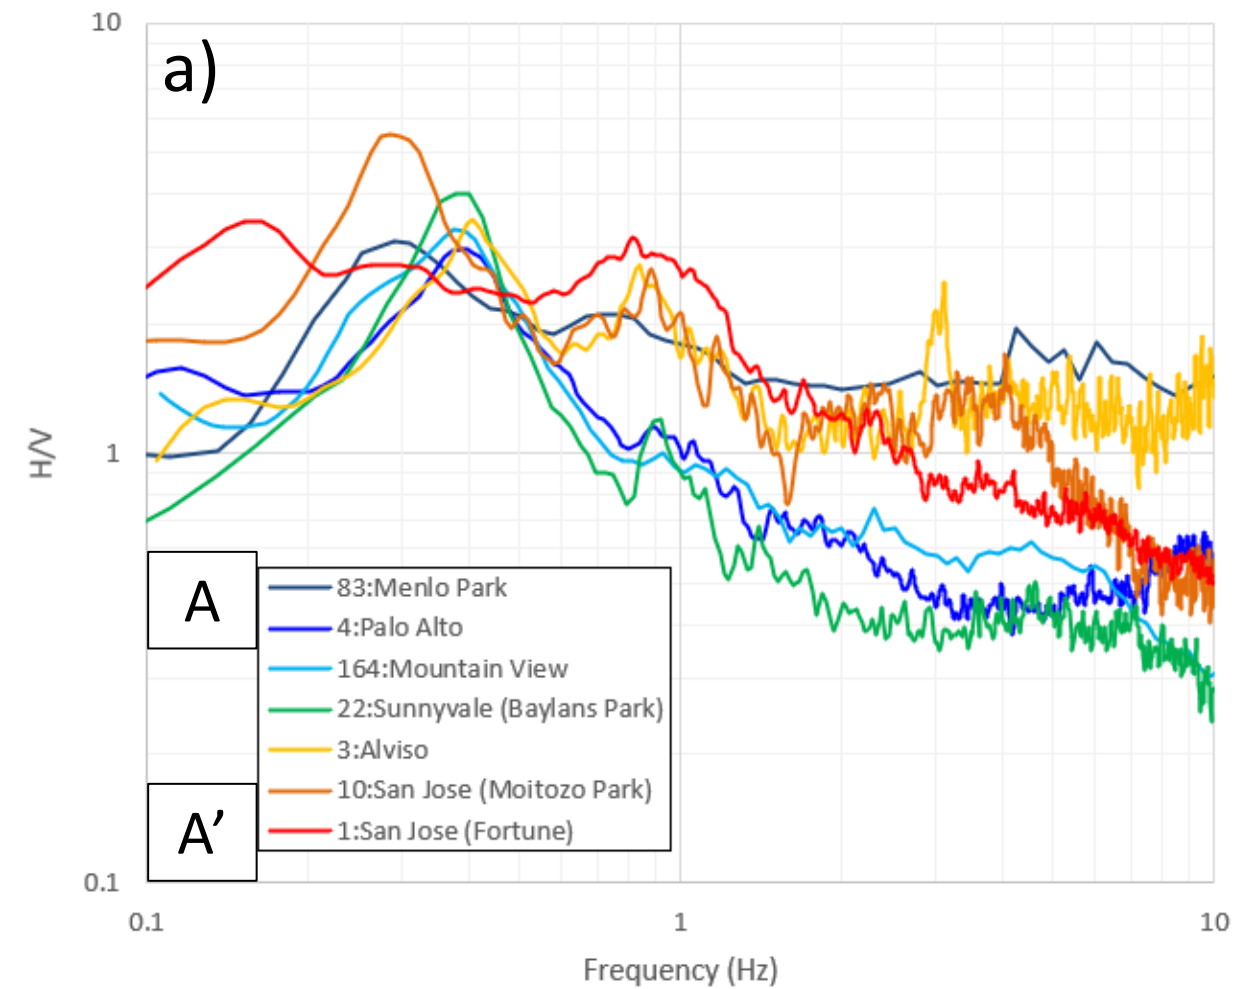 10
a)
H/V
1
A
83:Menlo Park
4:Palo Alto
164:Mountain View
22:Sunnyvale (Baylans Park)
3:Alviso
10:San Jose (Moitozo Park)
A’
1:San Jose (Fortune)
0.1
0.1 1 10
Frequency (Hz)